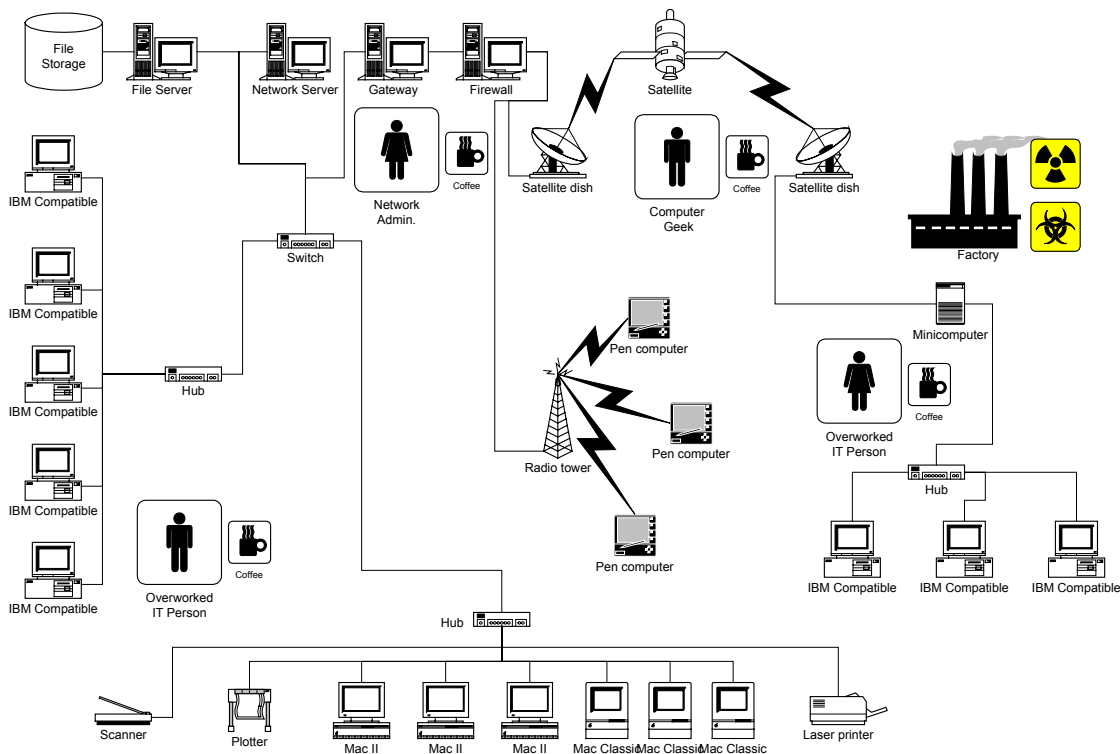 File
Storage
File Server
Network Server
Gateway
Firewall
Satellite
Network
Admin.
Coffee
Satellite dish
Computer
Geek
Coffee
Satellite dish
Factory
IBM Compatible
IBM Compatible
IBM Compatible
IBM Compatible
IBM Compatible
Switch
Hub
Overworked
IT Person
Coffee
Pen computer
Pen computer
Pen computer
Radio tower
Minicomputer
Overworked
IT Person
Coffee
Hub
IBM Compatible
IBM Compatible
IBM Compatible
Hub
Scanner
Plotter
Mac II
Mac II
Mac II
Mac Classic
Mac Classic
Mac Classic
Laser printer